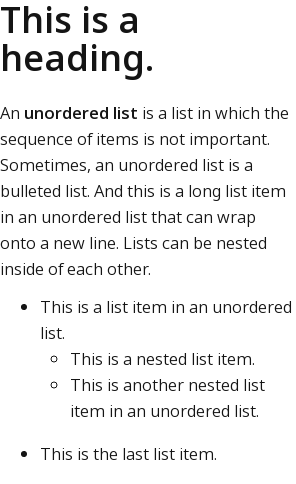 This is a
heading.
An unordered list is a list in which the
sequence of items is not important.
Sometimes, an unordered list is a
bulleted list. And this is a long list item
in an unordered list that can wrap
onto a new line. Lists can be nested
inside of each other.
• This is a list item in an unordered
list.
◦ This is a nested list item.
◦ This is another nested list
item in an unordered list.
• This is the last list item.